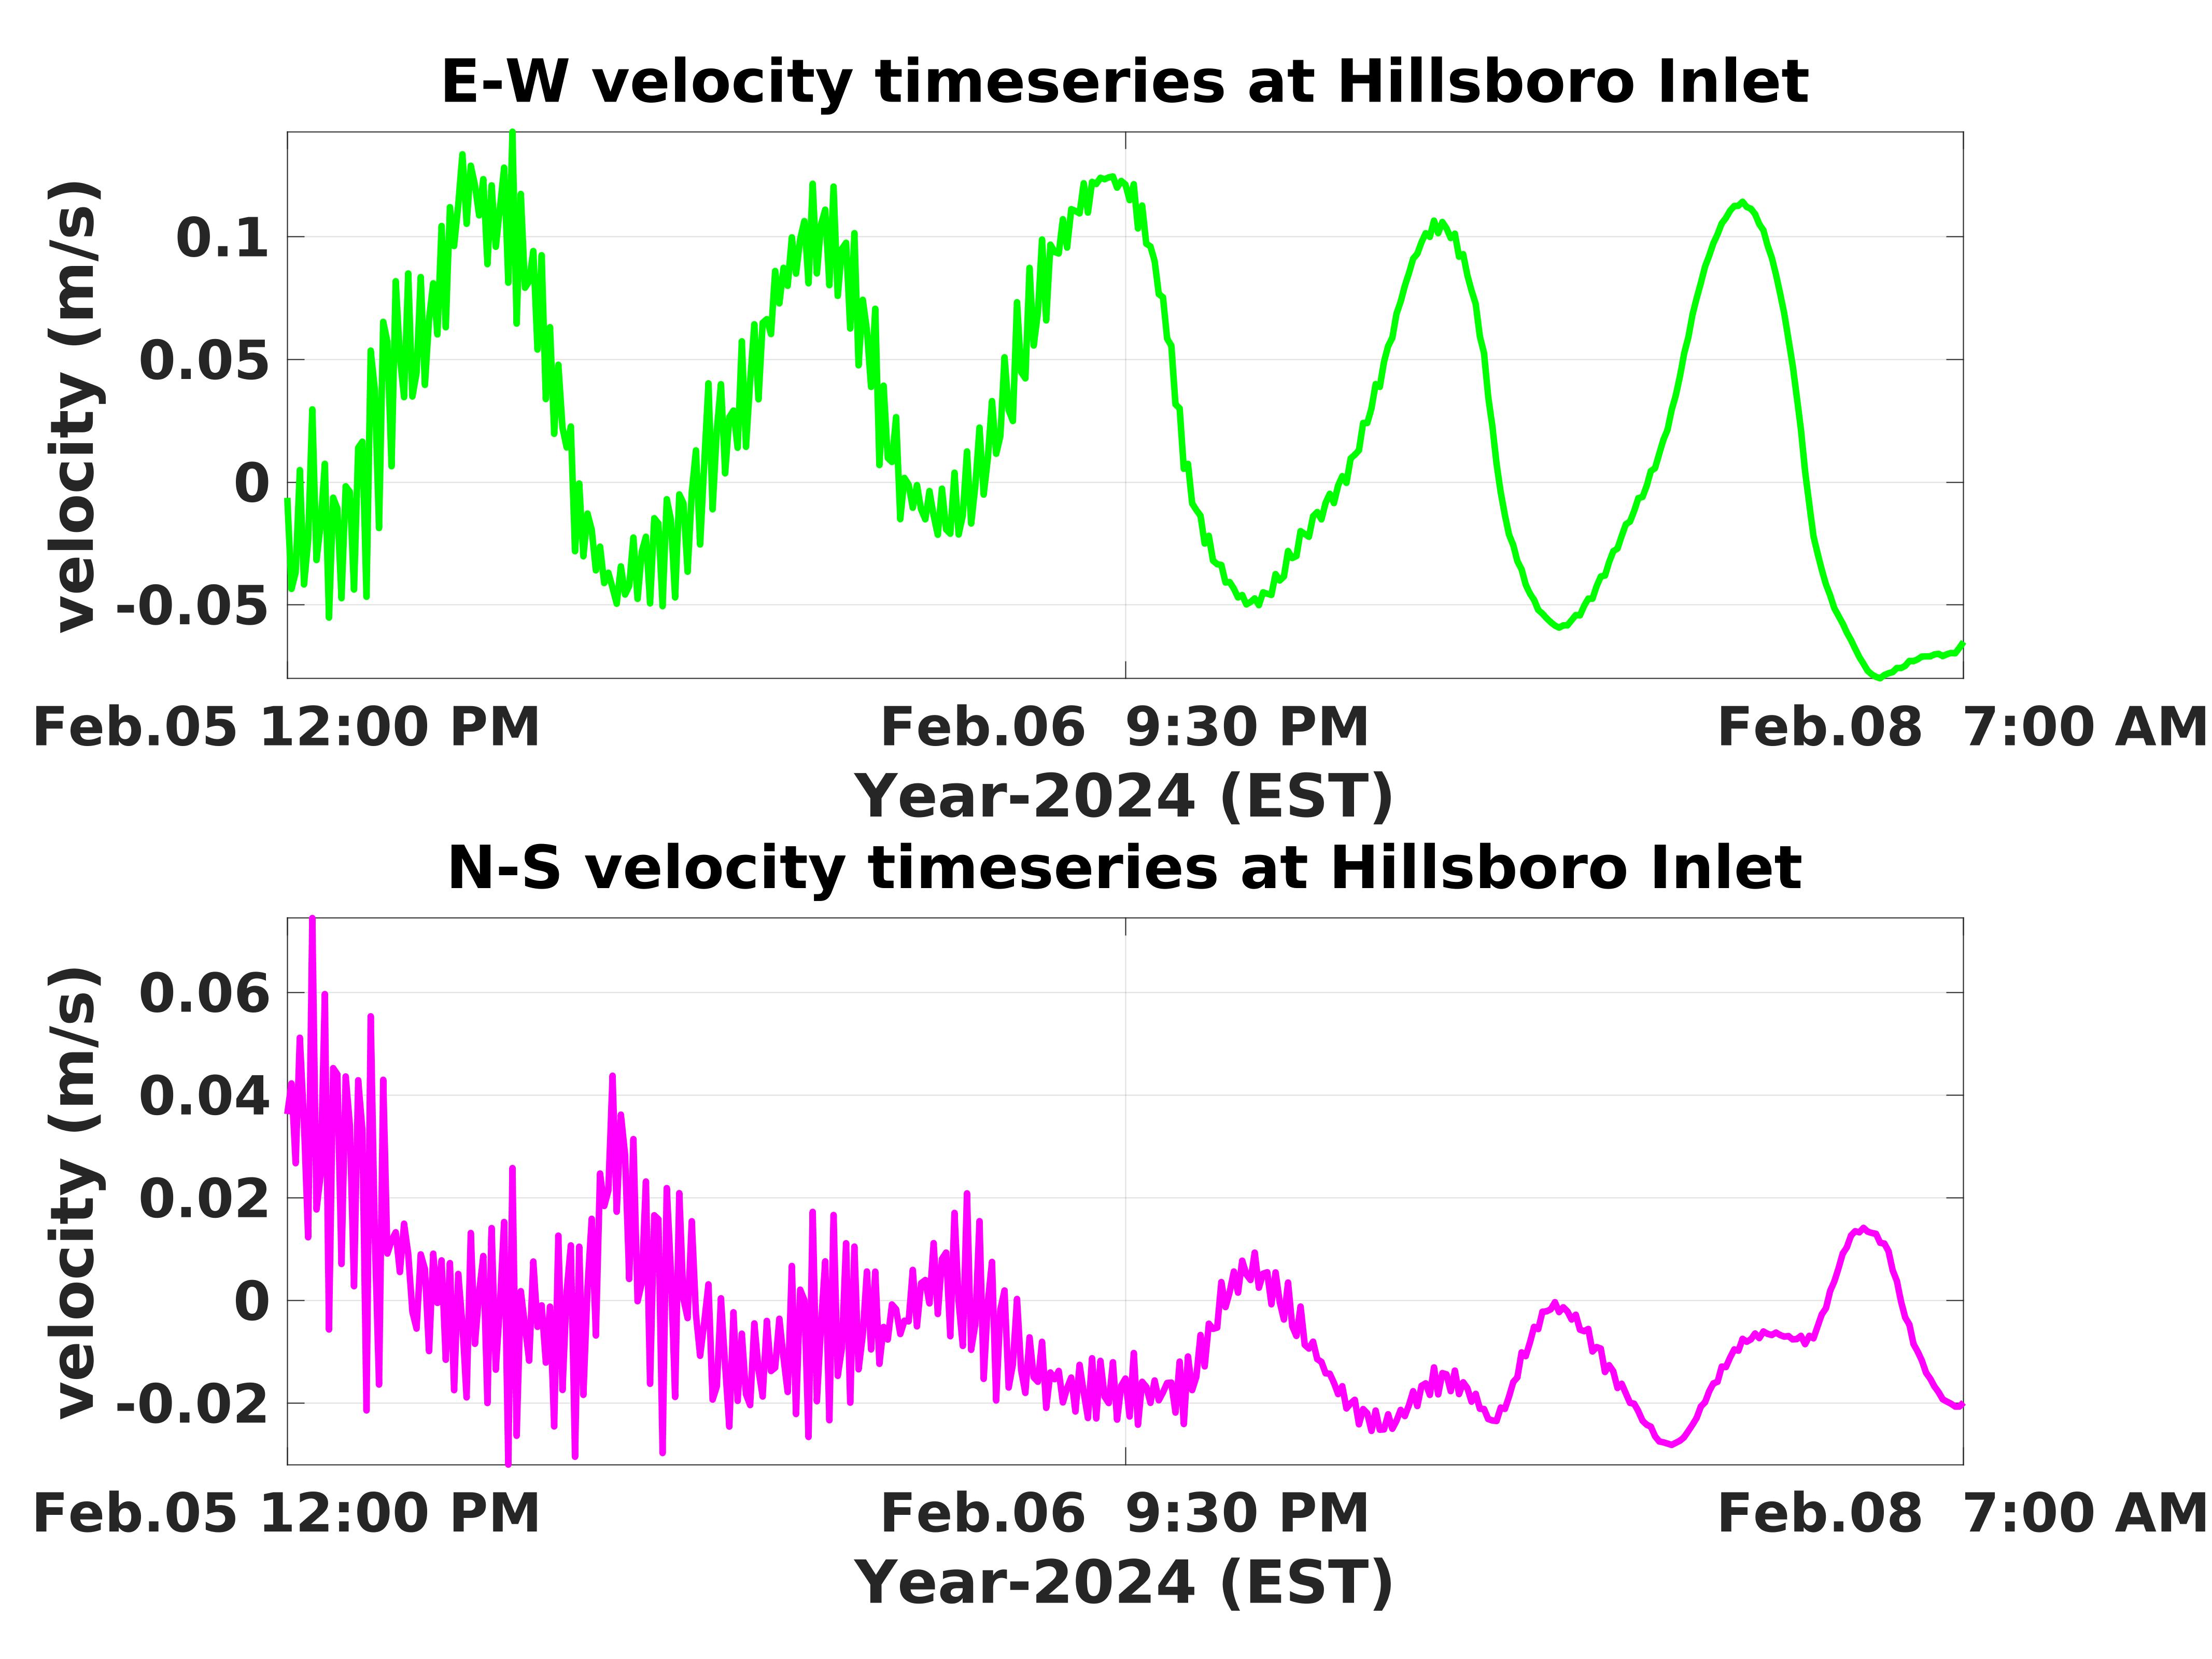 E-W velocity timeseries at Hillsboro Inlet
velocity (m/s)
0.1
0.05
0
-0.05
Feb.05 12:00 PM Feb.06 9:30 PM Feb.08 7:00 AM
Year-2024 (EST)
N-S velocity timeseries at Hillsboro Inlet
velocity (m/s)
0.06
0.04
0.02
0
-0.02
Feb.05 12:00 PM Feb.06 9:30 PM Feb.08 7:00 AM
Year-2024 (EST)